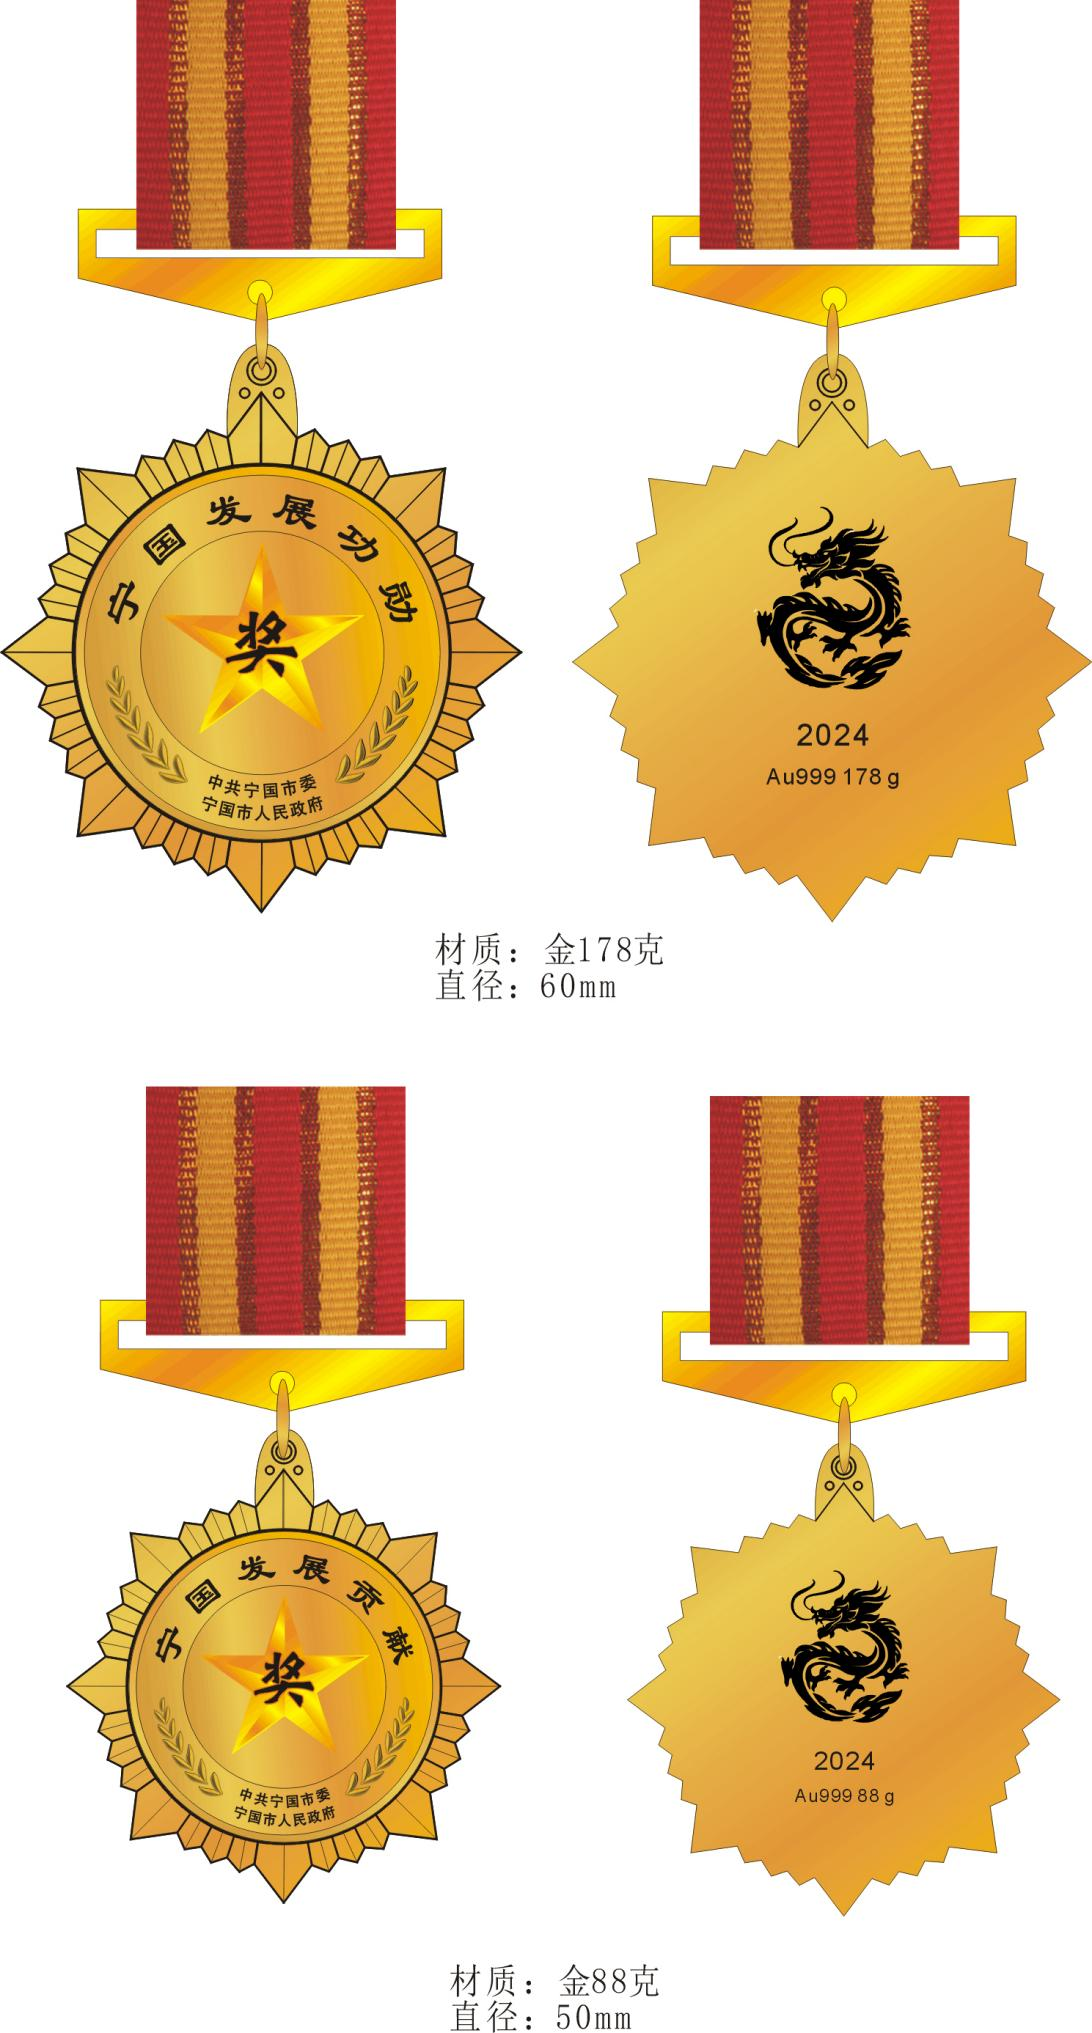 宁国发展功勋
奖
中共宁国市委
宁国市人民政府
2024
Au999 178 g
材质：金178克
直径：60mm
宁国发展贡献
奖
中共宁国市委
宁国市人民政府
2024
Au999 88 g
材质：金88克
直径：50mm